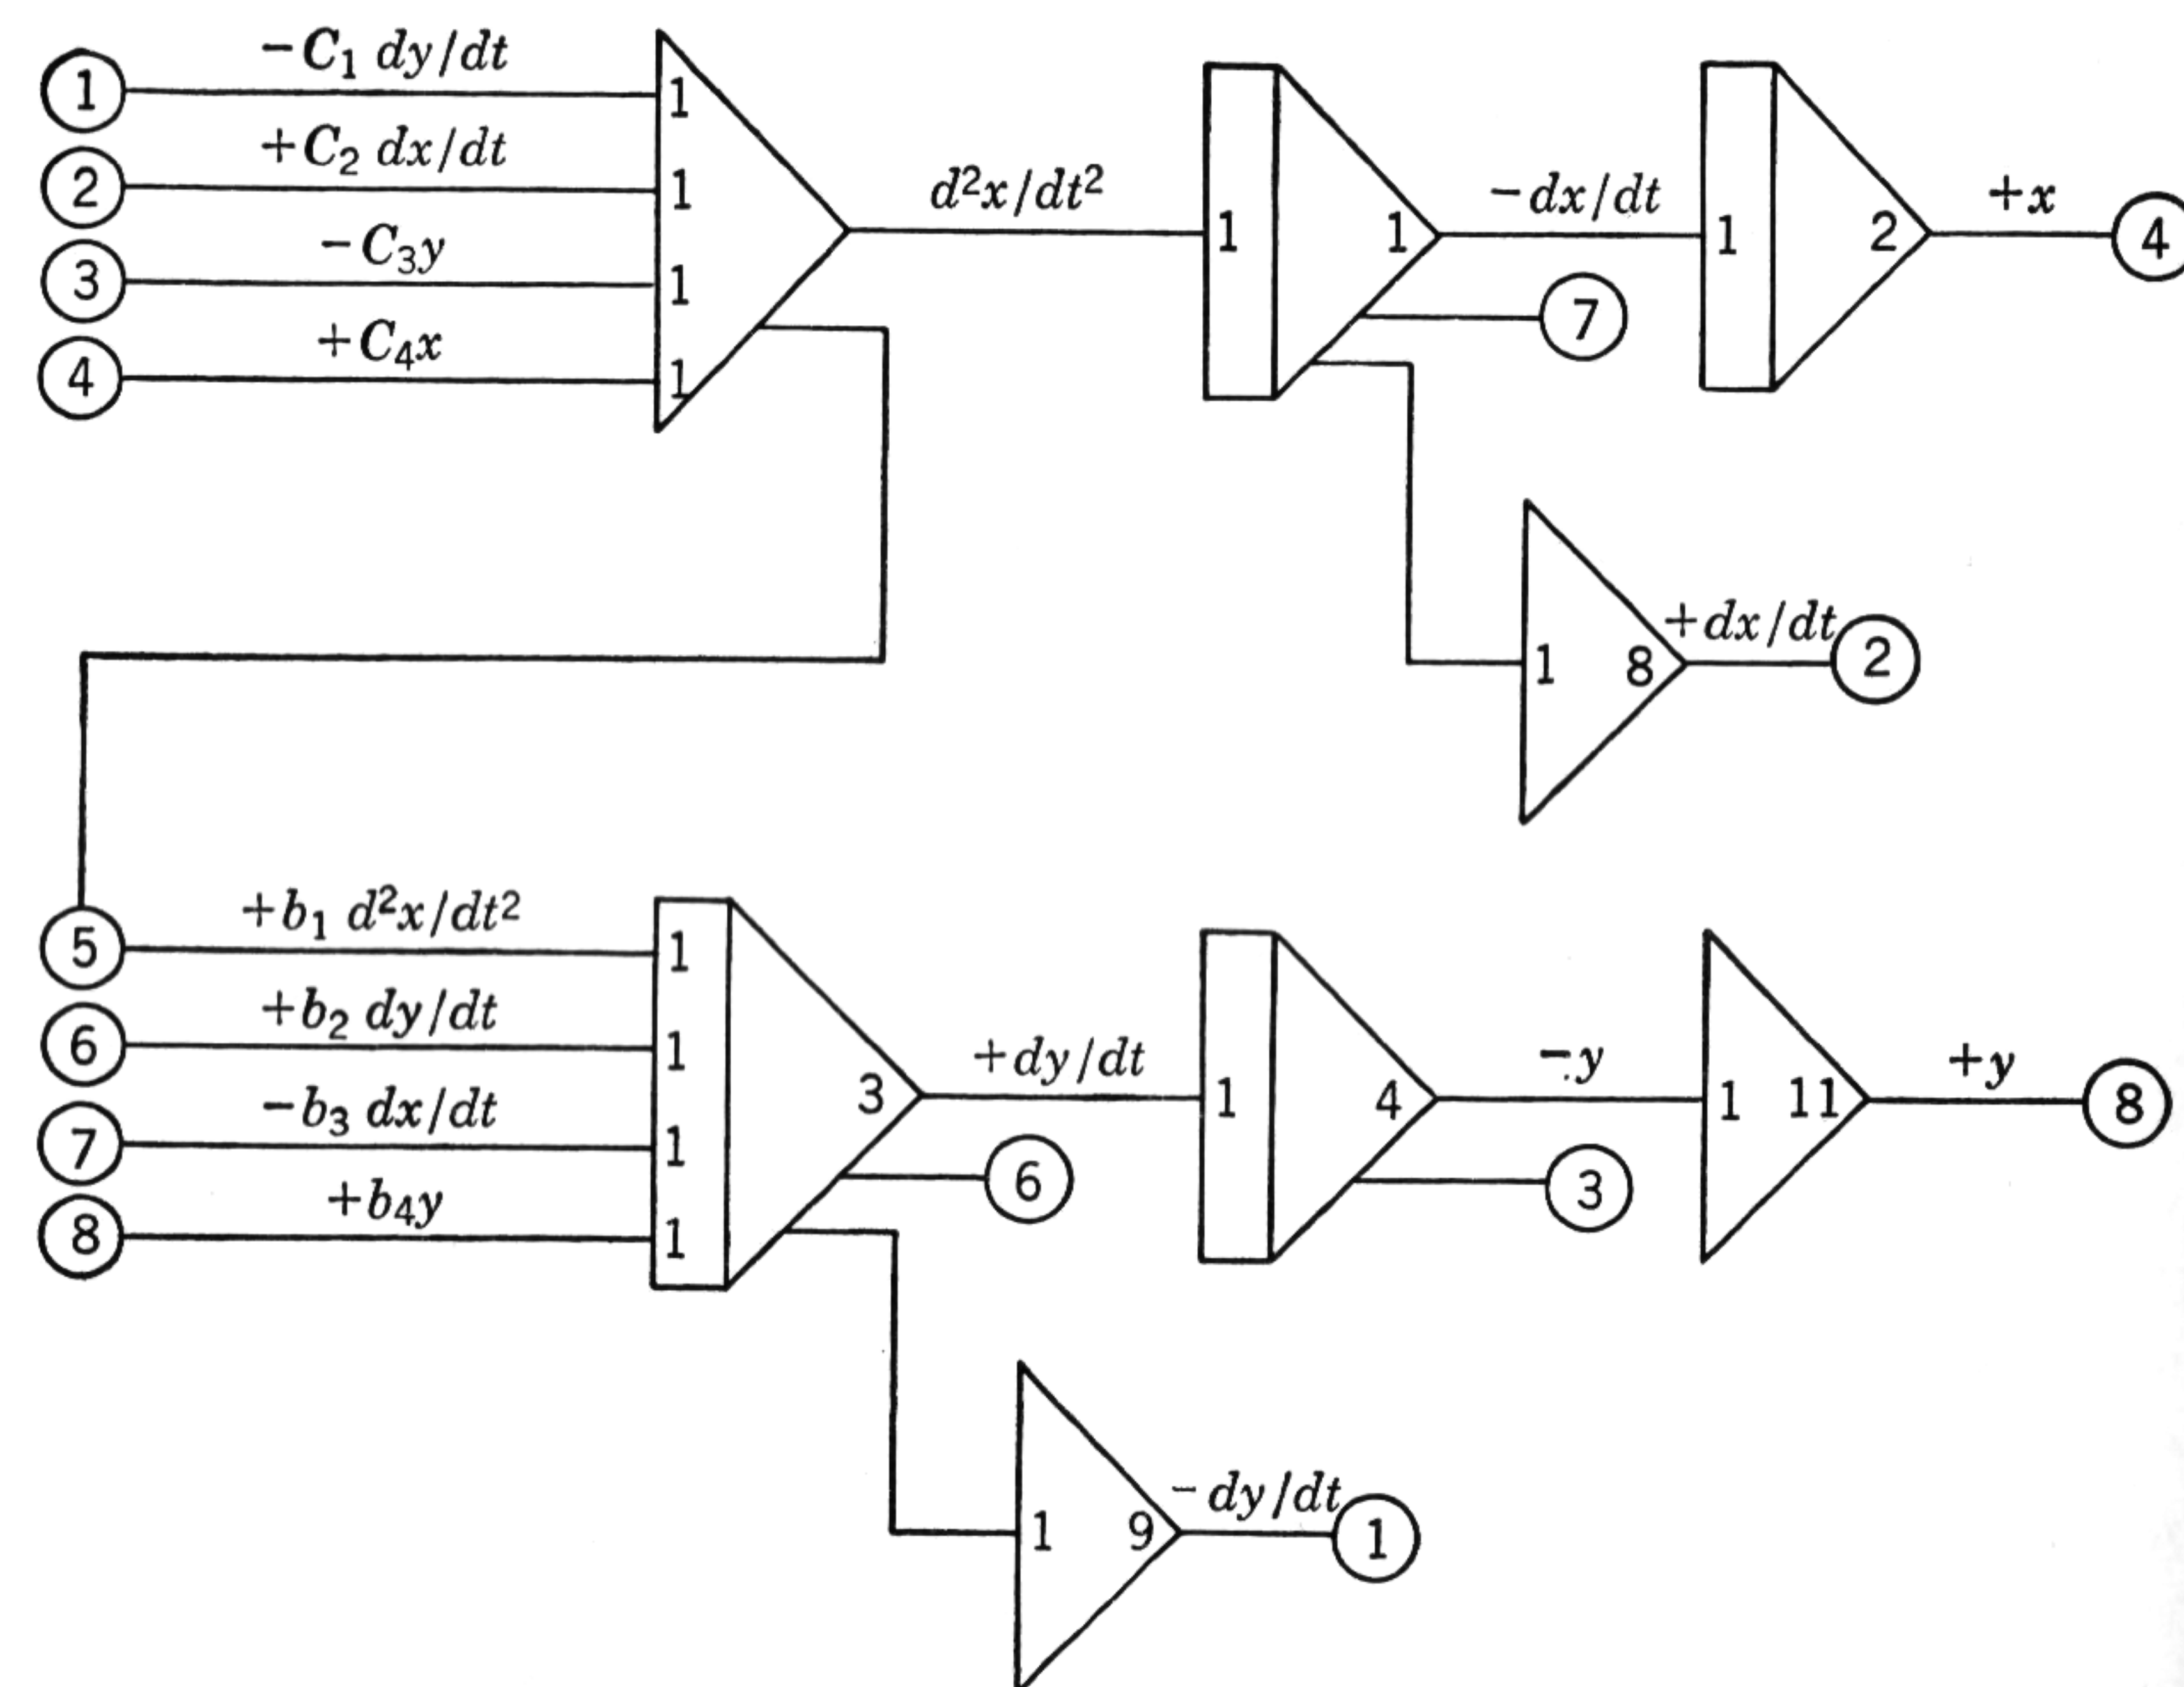 1 −C₁ dy/dt 1
2 +C₂ dx/dt 1
3 −C₃y 1
4 +C₄x 1
d²x/dt²
1 1 −dx/dt 1 2 +x 4
7
1 8 +dx/dt 2
5 +b₁ d²x/dt² 1
6 +b₂ dy/dt 1
7 −b₃ dx/dt 1
8 +b₄y 1
3 +dy/dt 1 4 −y 1 11 +y 8
6
3
1 9 −dy/dt 1